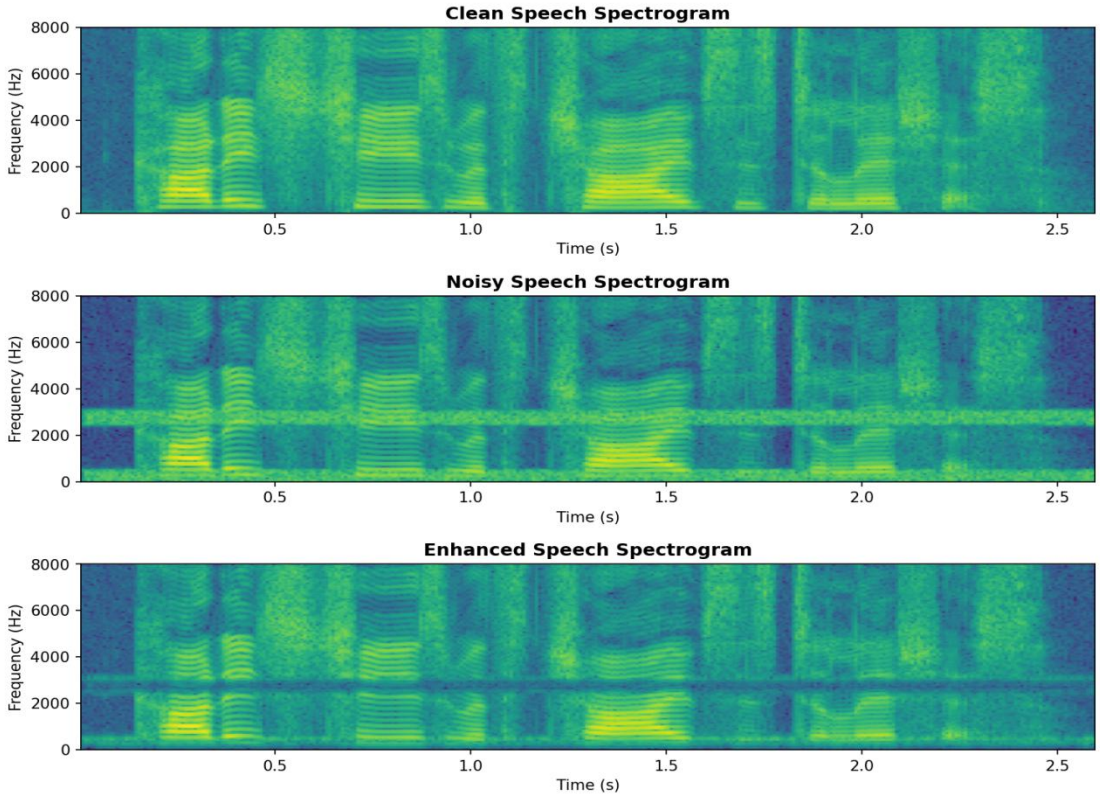 Clean Speech Spectrogram
8000
6000
4000
2000
0
Frequency (Hz)
0.5 1.0 1.5 2.0 2.5
Time (s)
Noisy Speech Spectrogram
8000
6000
4000
2000
0
Frequency (Hz)
0.5 1.0 1.5 2.0 2.5
Time (s)
Enhanced Speech Spectrogram
8000
6000
4000
2000
0
Frequency (Hz)
0.5 1.0 1.5 2.0 2.5
Time (s)